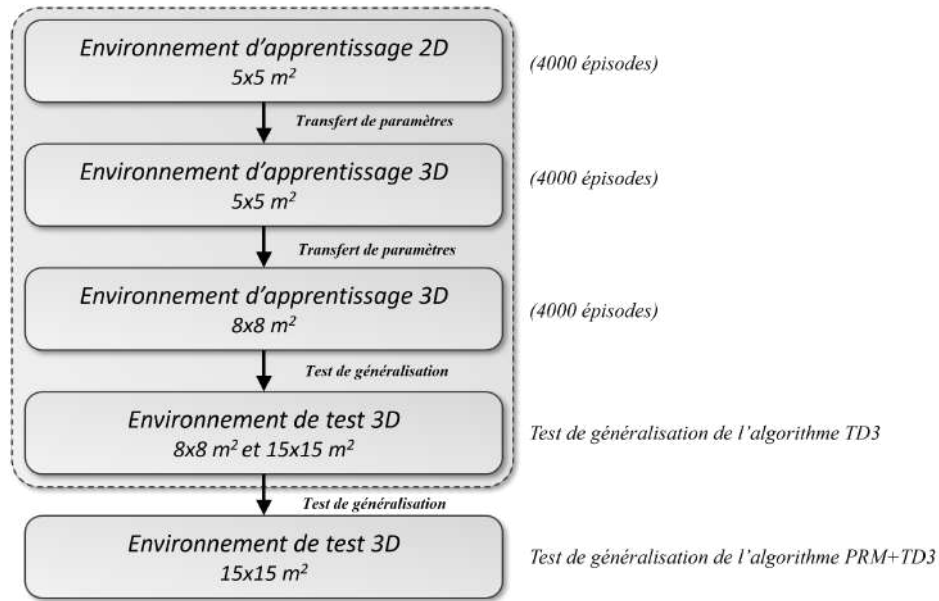 Environnement d'apprentissage 2D
5x5 m²
(4000 épisodes)
Transfert de paramètres
Environnement d'apprentissage 3D
5x5 m²
(4000 épisodes)
Transfert de paramètres
Environnement d'apprentissage 3D
8x8 m²
(4000 épisodes)
Test de généralisation
Environnement de test 3D
8x8 m² et 15x15 m²
Test de généralisation de l'algorithme TD3
Test de généralisation
Environnement de test 3D
15x15 m²
Test de généralisation de l'algorithme PRM+TD3